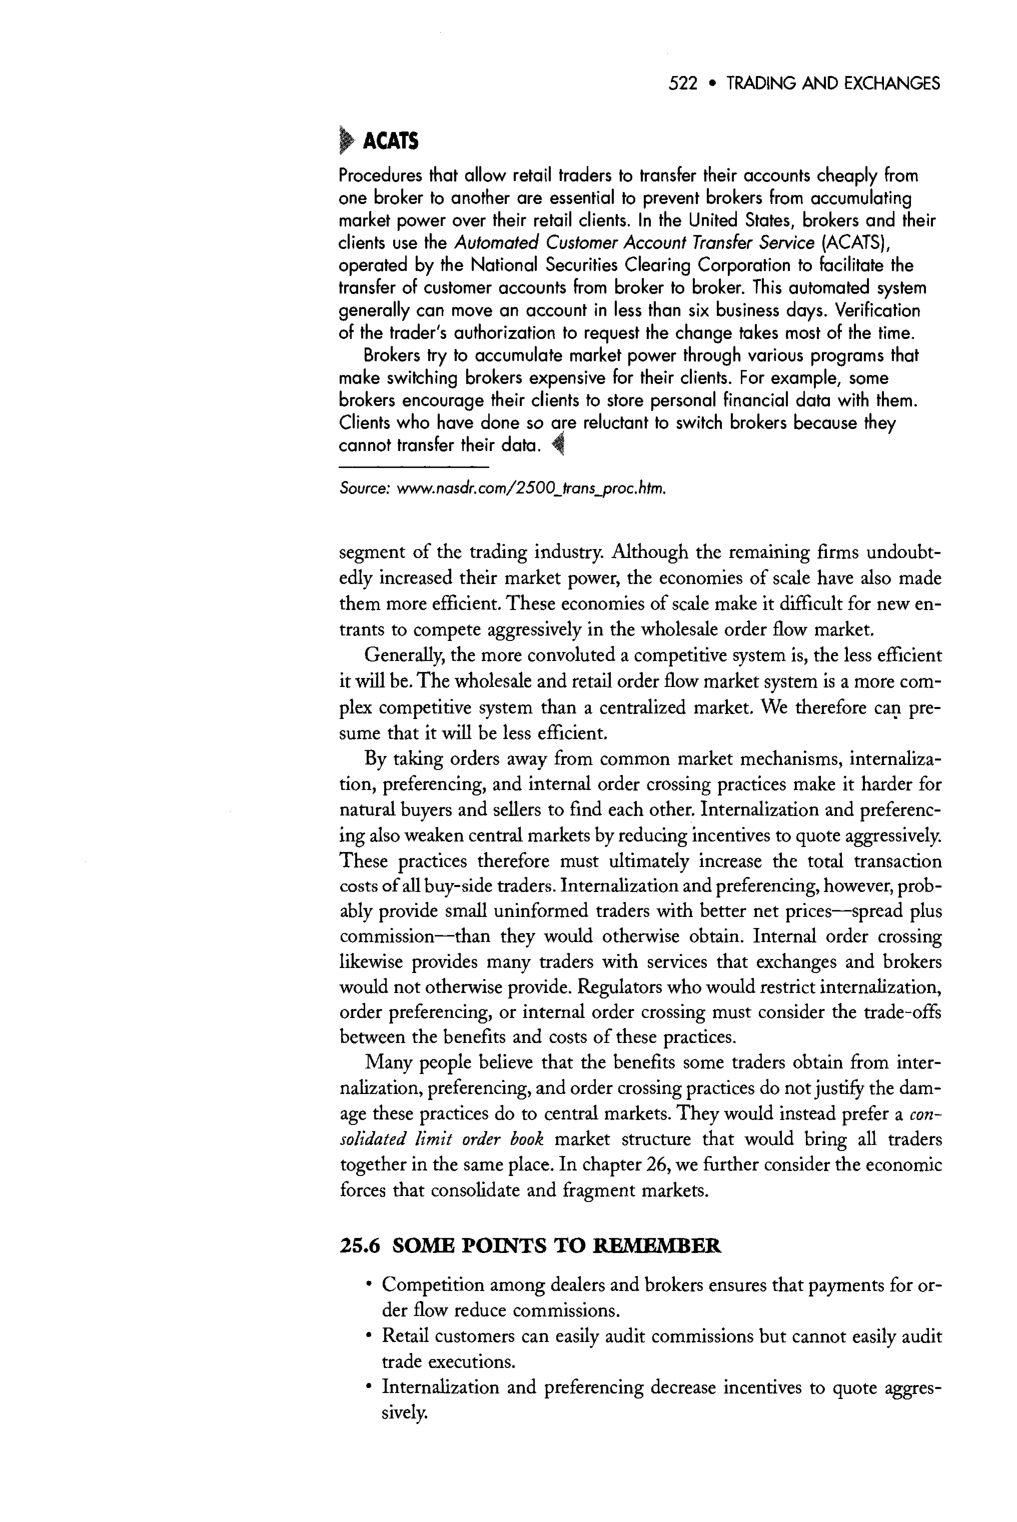 522 • TRADING AND EXCHANGES
ACATS
Procedures that allow retail traders to transfer their accounts cheaply from
one broker to another are essential to prevent brokers from accumulating
market power over their retail clients. In the United States, brokers and their
clients use the Automated Customer Account Transfer Service (ACATS),
operated by the National Securities Clearing Corporation to facilitate the
transfer of customer accounts from broker to broker. This automated system
generally can move an account in less than six business days. Verification
of the trader's authorization to request the change takes most of the time.
Brokers try to accumulate market power through various programs that
make switching brokers expensive for their clients. For example, some
brokers encourage their clients to store personal financial data with them.
Clients who have done so are reluctant to switch brokers because they
cannot transfer their data.
Source: www.nasdr.com/2500_trans_proc.htm.
segment of the trading industry. Although the remaining firms undoubt-
edly increased their market power, the economies of scale have also made
them more efficient. These economies of scale make it difficult for new en-
trants to compete aggressively in the wholesale order flow market.
Generally, the more convoluted a competitive system is, the less efficient
it will be. The wholesale and retail order flow market system is a more com-
plex competitive system than a centralized market. We therefore can pre-
sume that it will be less efficient.
By taking orders away from common market mechanisms, internaliza-
tion, preferencing, and internal order crossing practices make it harder for
natural buyers and sellers to find each other. Internalization and preferenc-
ing also weaken central markets by reducing incentives to quote aggressively.
These practices therefore must ultimately increase the total transaction
costs of all buy-side traders. Internalization and preferencing, however, prob-
ably provide small uninformed traders with better net prices—spread plus
commission—than they would otherwise obtain. Internal order crossing
likewise provides many traders with services that exchanges and brokers
would not otherwise provide. Regulators who would restrict internalization,
order preferencing, or internal order crossing must consider the trade-offs
between the benefits and costs of these practices.
Many people believe that the benefits some traders obtain from inter-
nalization, preferencing, and order crossing practices do not justify the dam-
age these practices do to central markets. They would instead prefer a con-
solidated limit order book market structure that would bring all traders
together in the same place. In chapter 26, we further consider the economic
forces that consolidate and fragment markets.
25.6 SOME POINTS TO REMEMBER
• Competition among dealers and brokers ensures that payments for or-
der flow reduce commissions.
• Retail customers can easily audit commissions but cannot easily audit
trade executions.
• Internalization and preferencing decrease incentives to quote aggres-
sively.